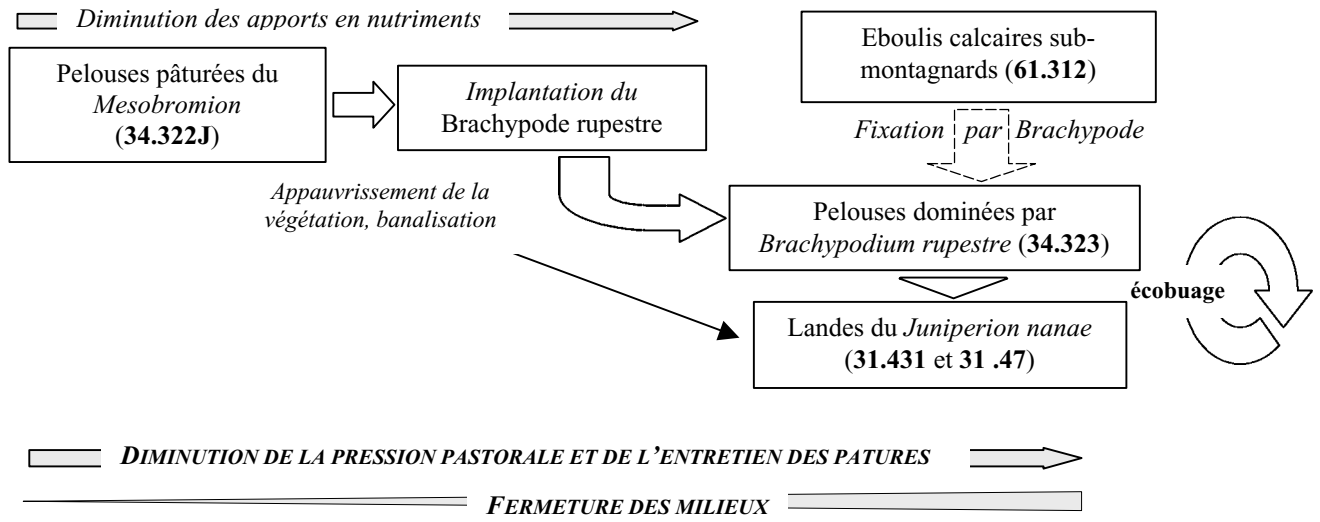 Diminution des apports en nutriments
Pelouses pâturées du
Mesobromion
(34.322J)
Implantation du
Brachypode rupestre
Eboulis calcaires sub-
montagnards (61.312)
Fixation par Brachypode
Appauvrissement de la
végétation, banalisation
Pelouses dominées par
Brachypodium rupestre (34.323)
écobuage
Landes du Juniperion nanae
(31.431 et 31 .47)
DIMINUTION DE LA PRESSION PASTORALE ET DE L'ENTRETIEN DES PATURES
FERMETURE DES MILIEUX